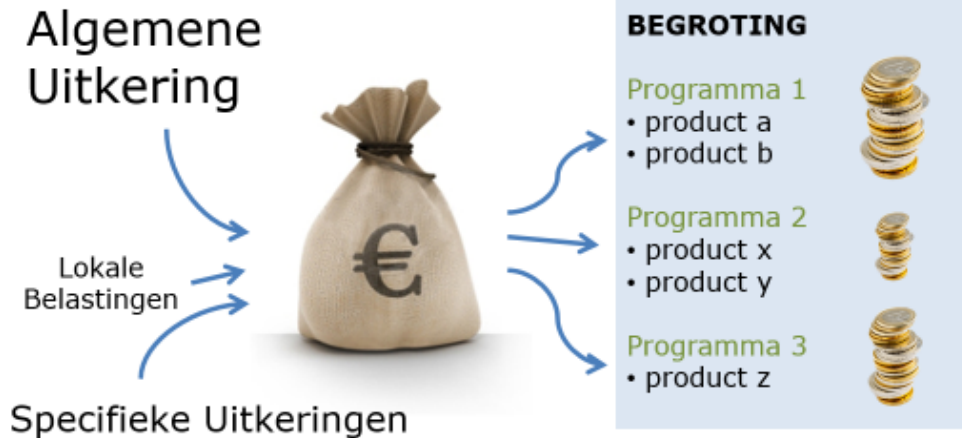 Algemene
Uitkering
Lokale
Belastingen
Specifieke Uitkeringen
€
BEGROTING
Programma 1
• product a
• product b
Programma 2
• product x
• product y
Programma 3
• product z